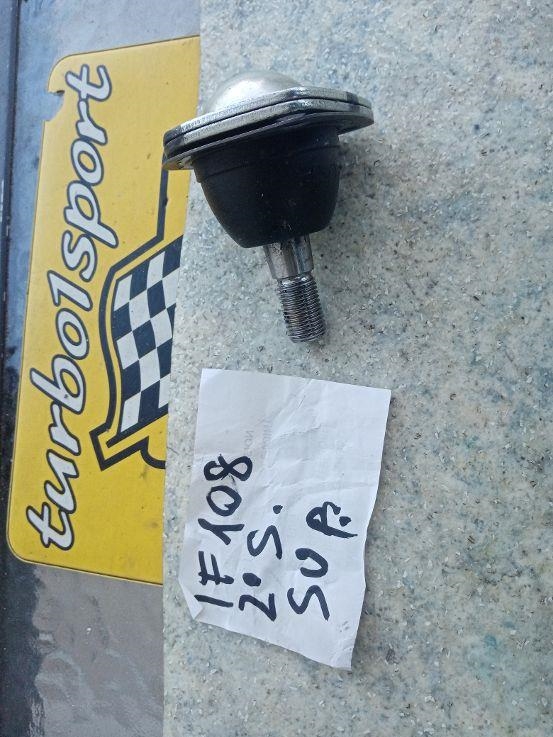 turbo1sport
1F108
2° S.
SUP.